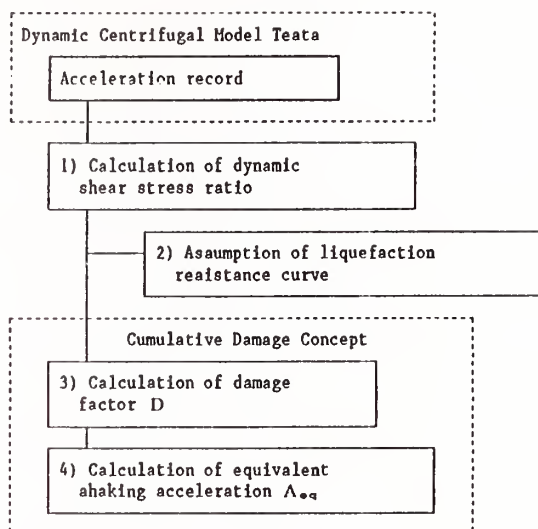 Dynamic Centrifugal Model Teata
Acceleration record
1) Calculation of dynamic
shear stress ratio
2) Asaumption of liquefaction
reaistance curve
Cumulative Damage Concept
3) Calculation of damage
factor D
4) Calculation of equivalent
ahaking acceleration Aeq